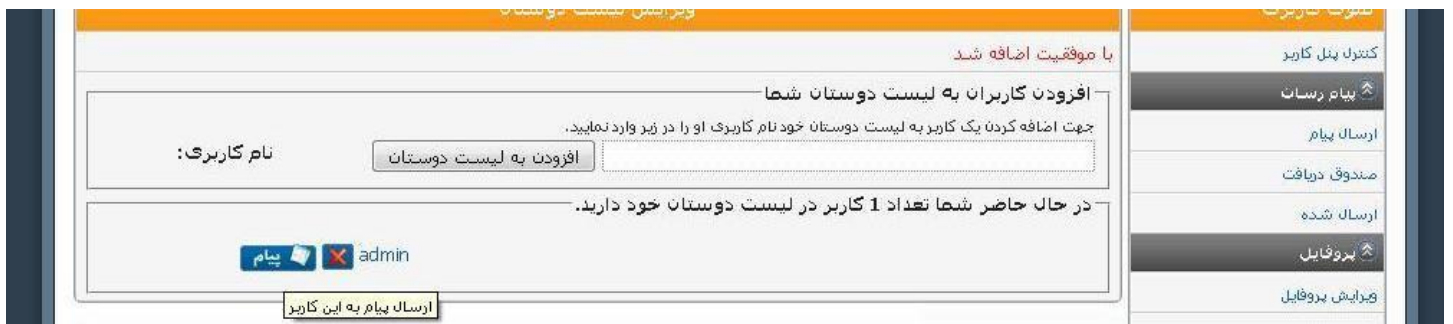 ویرایش لیست دوستان
با موفقیت اضافه شد
افزودن کاربران به لیست دوستان شما
جهت اضافه کردن یک کاربر به لیست دوستان خود نام کاربری او را در زیر وارد نمایید.
افزودن به لیست دوستان
نام کاربری:
در حال حاضر شما تعداد 1 کاربر در لیست دوستان خود دارید.
admin
پیام
ارسال پیام به این کاربر
کنترل پنل کاربر
پیام رسان
ارسال پیام
صندوق دریافت
ارسال شده
پروفایل
ویرایش پروفایل